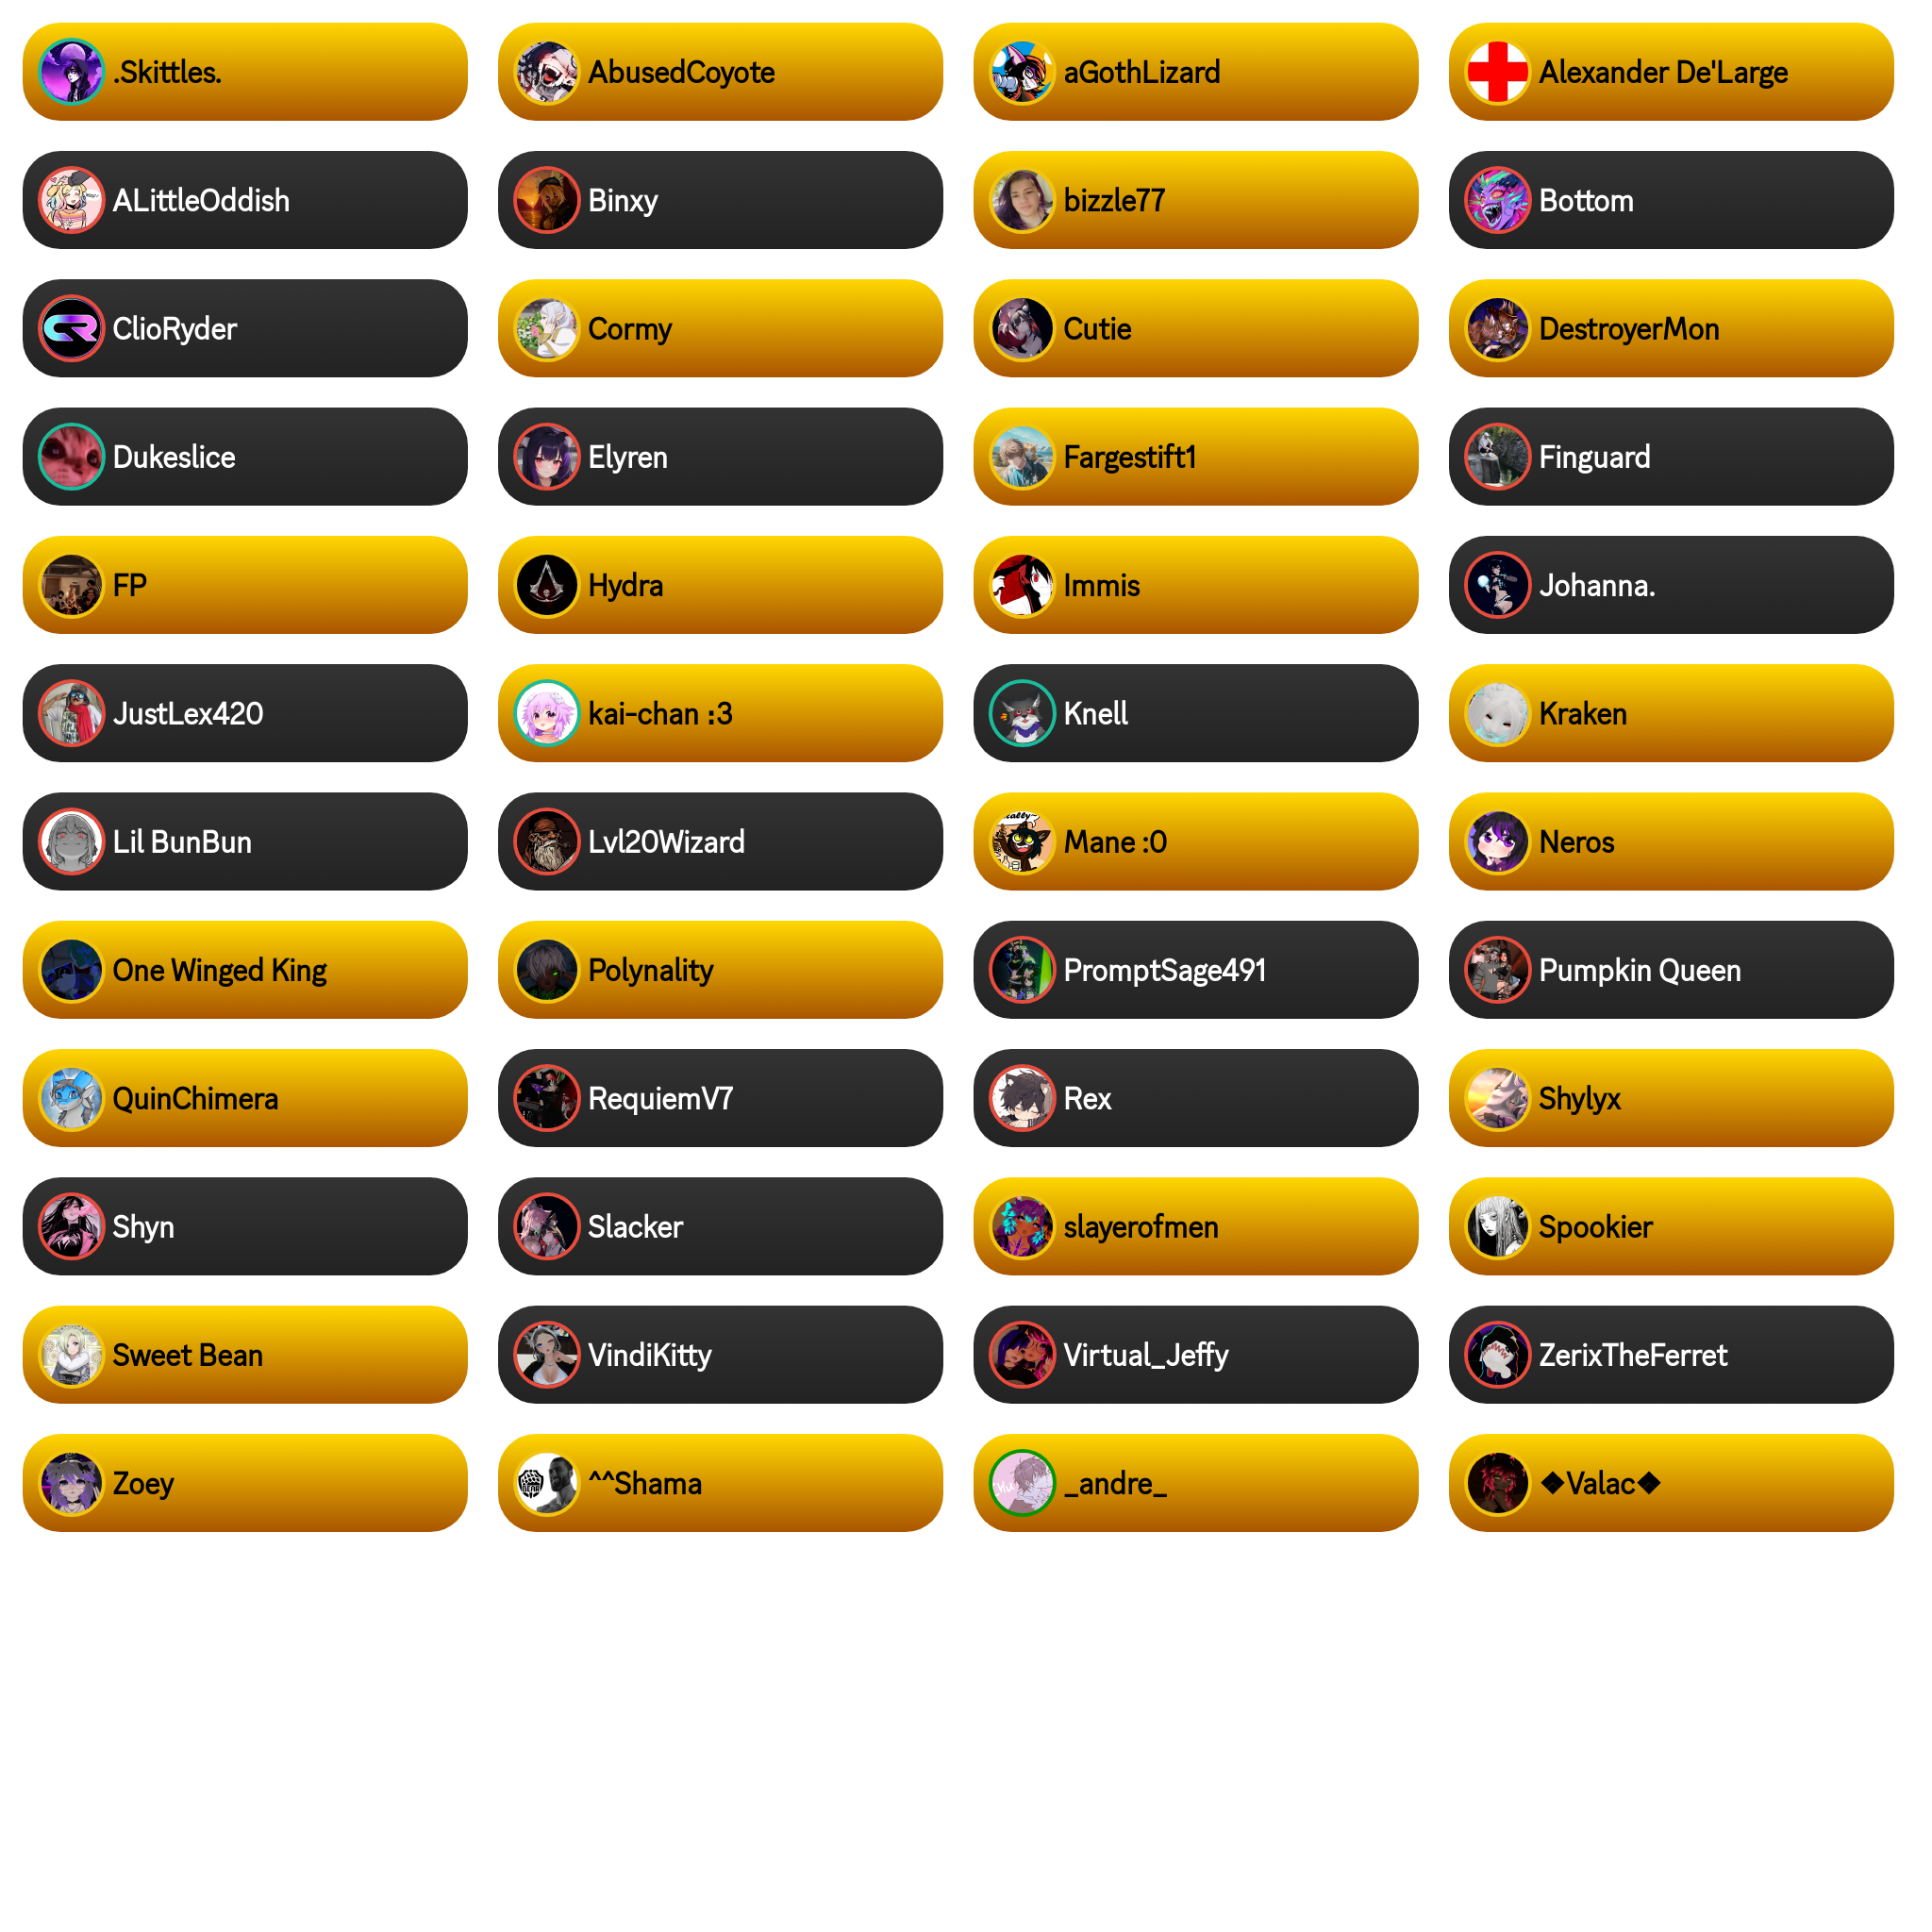 .Skittles.
AbusedCoyote
aGothLizard
Alexander De'Large
ALittleOddish
Binxy
bizzle77
Bottom
ClioRyder
Cormy
Cutie
DestroyerMon
Dukeslice
Elyren
Fargestift1
Finguard
FP
Hydra
Immis
Johanna.
JustLex420
kai-chan :3
Knell
Kraken
Lil BunBun
Lvl20Wizard
Mane :0
Neros
One Winged King
Polynality
PromptSage491
Pumpkin Queen
QuinChimera
RequiemV7
Rex
Shylyx
Shyn
Slacker
slayerofmen
Spookier
Sweet Bean
VindiKitty
Virtual_Jeffy
ZerixTheFerret
Zoey
^^Shama
_andre_
❖Valac❖